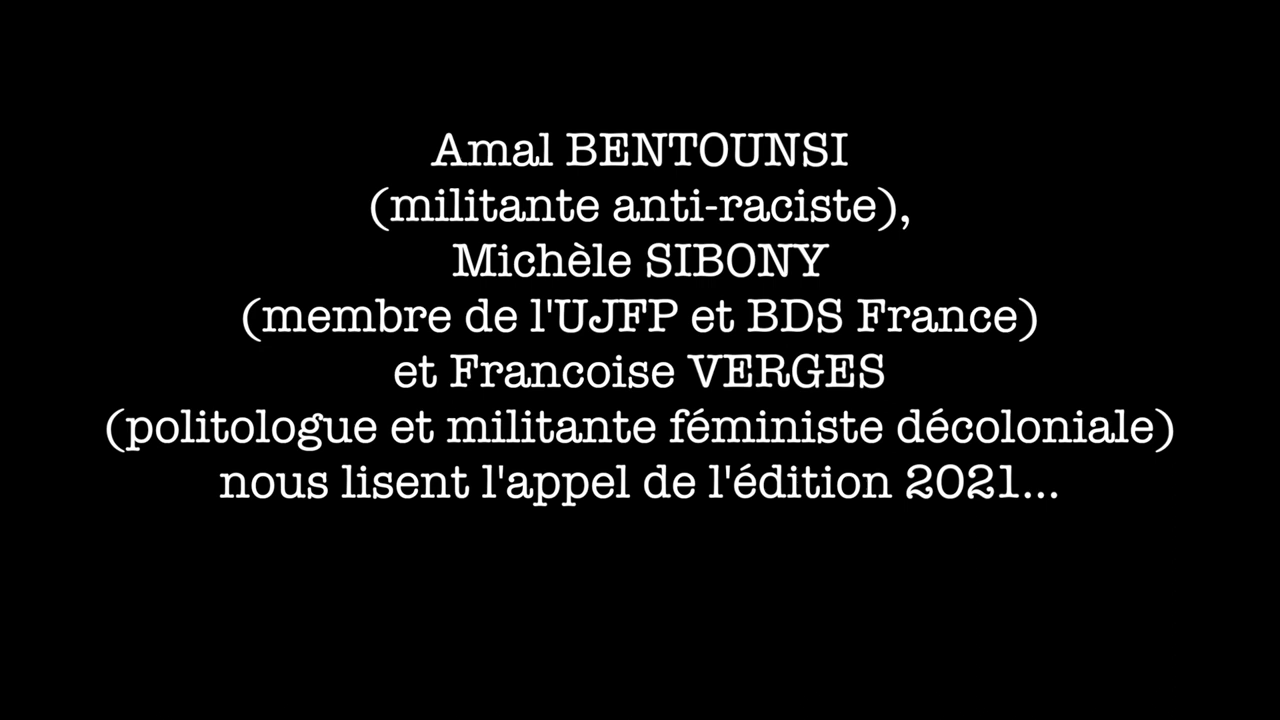 Amal BENTOUNSI
(militante anti-raciste),
Michèle SIBONY
(membre de l'UJFP et BDS France)
et Francoise VERGES
(politologue et militante féministe décoloniale)
nous lisent l'appel de l'édition 2021...